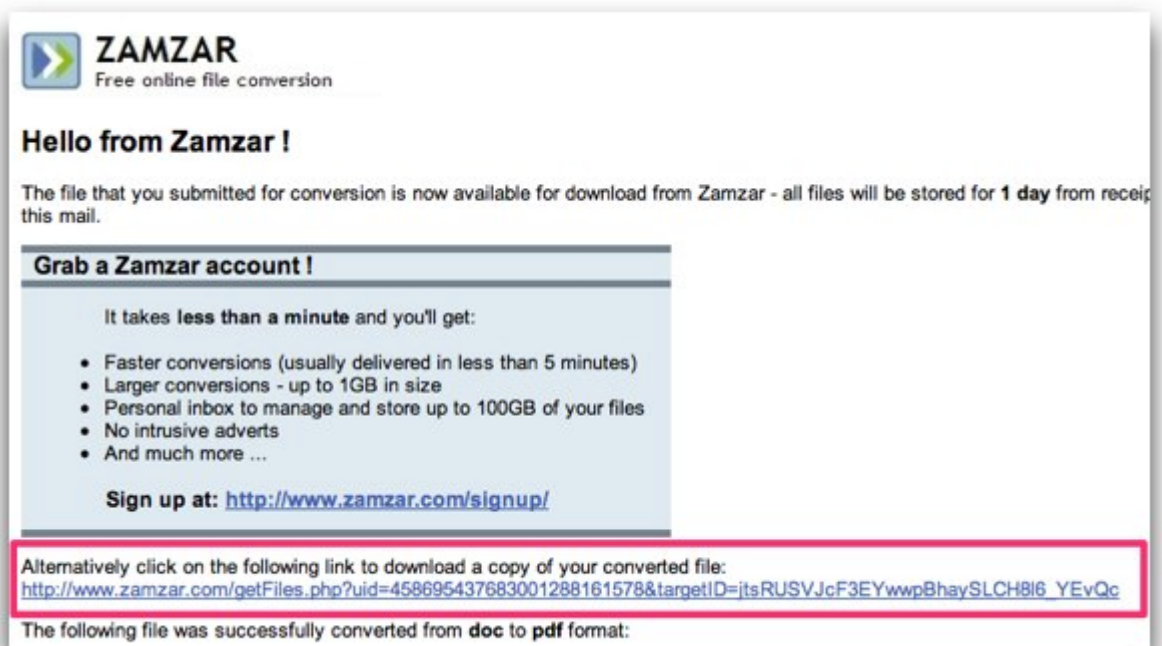 ZAMZAR
Free online file conversion
Hello from Zamzar !
The file that you submitted for conversion is now available for download from Zamzar - all files will be stored for 1 day from
this mail.
Grab a Zamzar account !
It takes less than a minute and you'll get:
• Faster conversions (usually delivered in less than 5 minutes)
• Larger conversions - up to 1GB in size
• Personal inbox to manage and store up to 100GB of your files
• No intrusive adverts
• And much more ...
Sign up at: http://www.zamzar.com/signup/
Alternatively click on the following link to download a copy of your converted file:
http://www.zamzar.com/getFiles.php?uid=458695437683001288161578&targetID=jtsRUSVJcF3EYwwpBhaySLCH8l6_YEvQc
The following file was successfully converted from doc to pdf format: